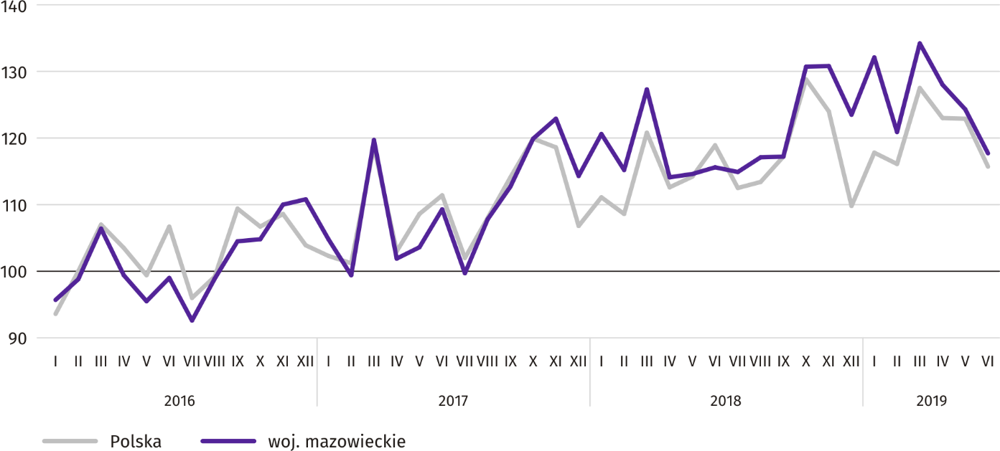 140
130
120
110
100
90
I II III IV V VI VII VIII IX X XI XII I II III IV V VI VII VIII IX X XI XII I II III IV V VI VII VIII IX X XI XII I II III IV V VI
2016 2017 2018 2019
Polska woj. mazowieckie